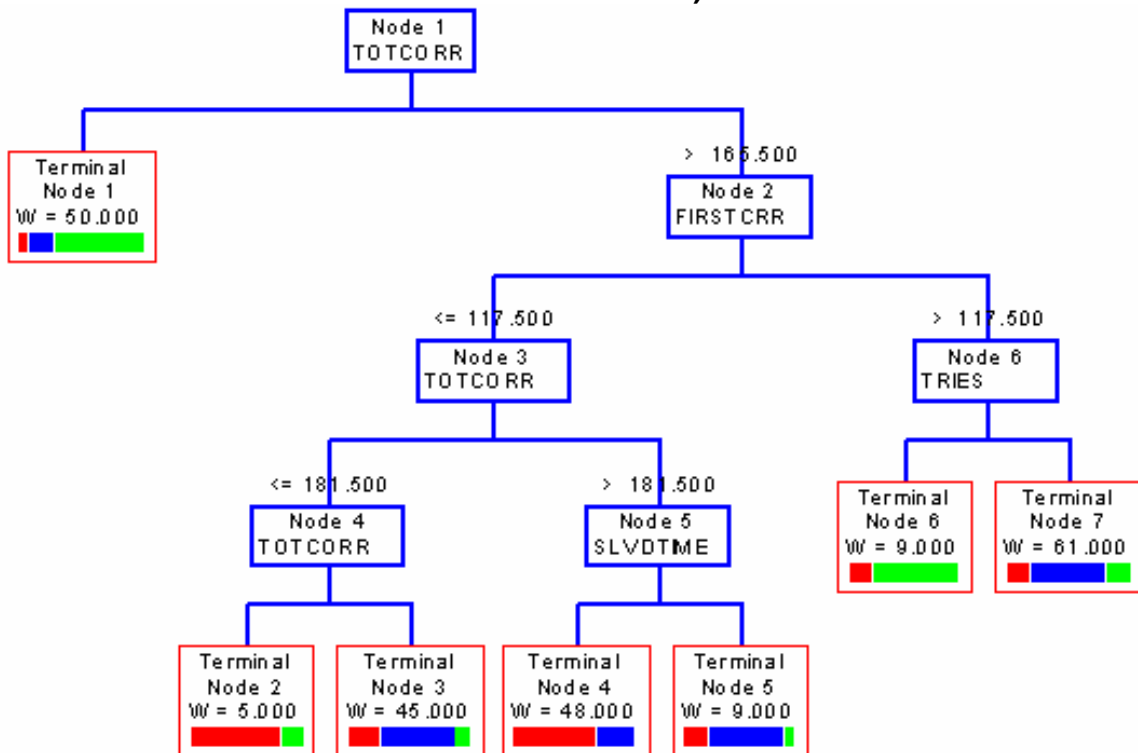 Node 1
TOTCORR
> 165.500
Terminal
Node 1
W = 50.000
Node 2
FIRSTCRR
<= 117.500
> 117.500
Node 3
TOTCORR
Node 6
TRIES
<= 181.500
> 181.500
Node 4
TOTCORR
Node 5
SLVDTIME
Terminal
Node 6
W = 9.000
Terminal
Node 7
W = 61.000
Terminal
Node 2
W = 5.000
Terminal
Node 3
W = 45.000
Terminal
Node 4
W = 48.000
Terminal
Node 5
W = 9.000